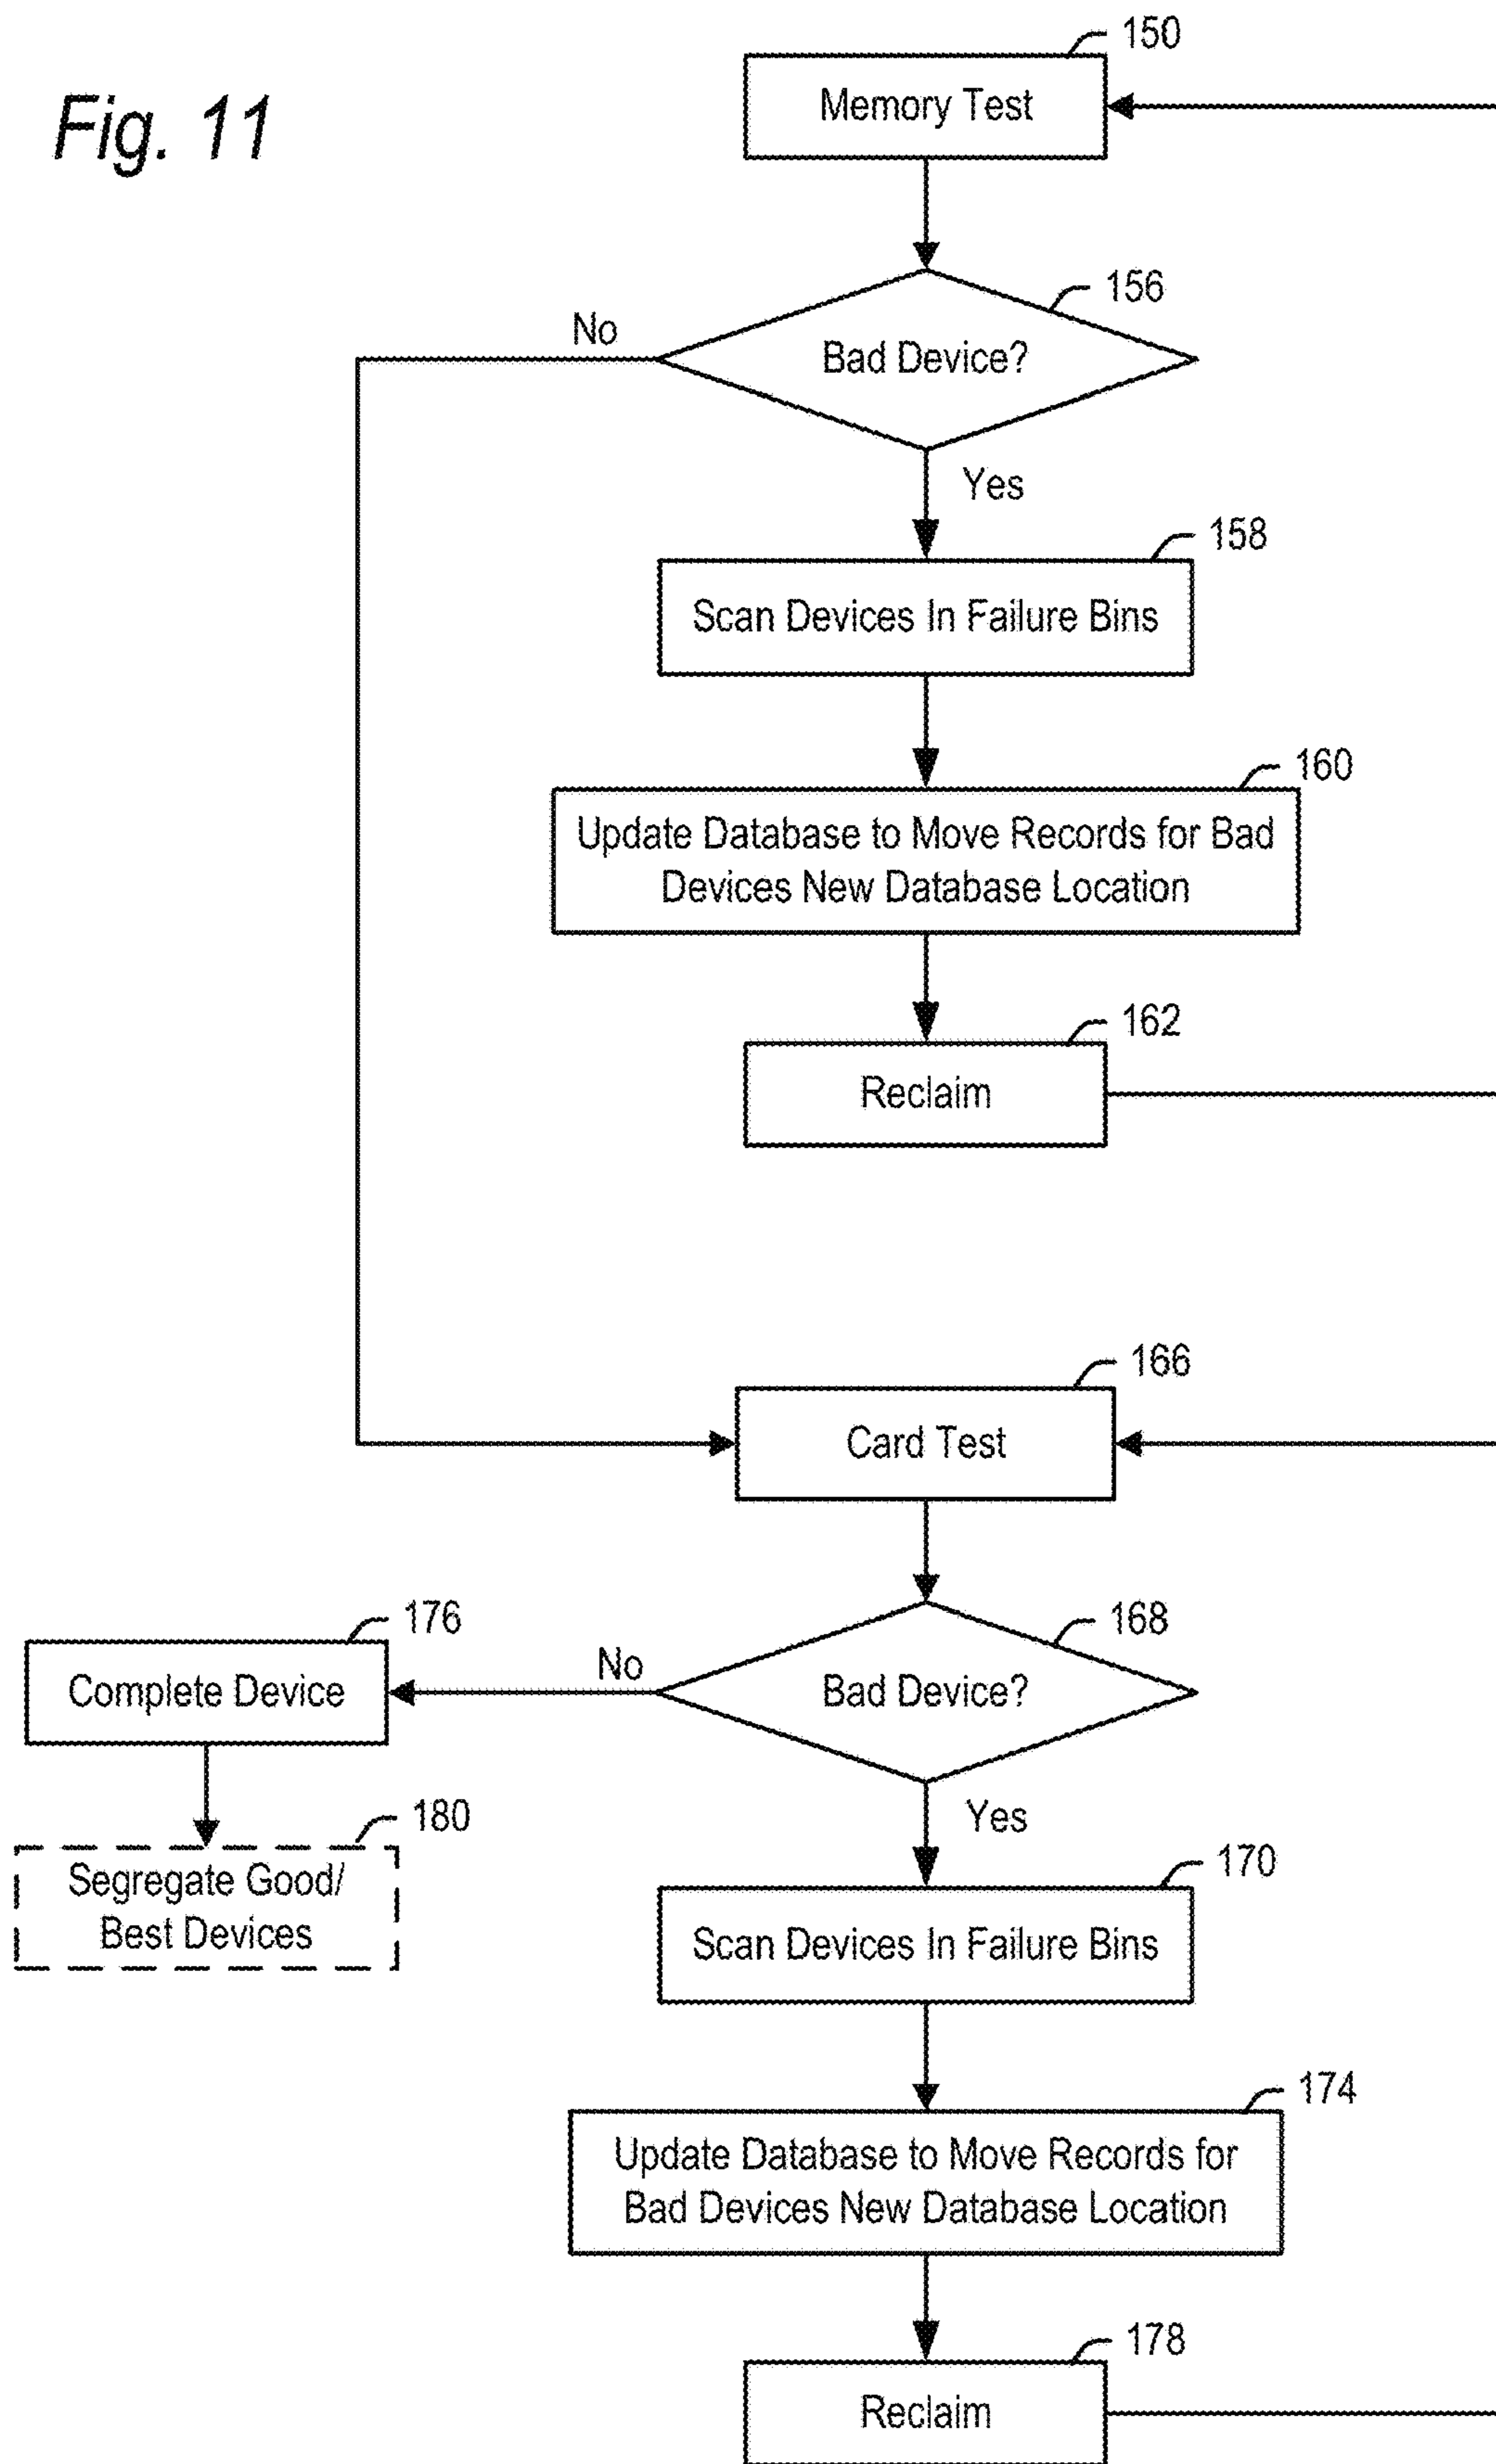 Fig. 11
150
Memory Test
156
No
Bad Device?
Yes
158
Scan Devices In Failure Bins
160
Update Database to Move Records for Bad
Devices New Database Location
162
Reclaim
166
Card Test
176
168
Complete Device
No
Bad Device?
180
Yes
Segregate Good/
Best Devices
170
Scan Devices In Failure Bins
174
Update Database to Move Records for
Bad Devices New Database Location
178
Reclaim